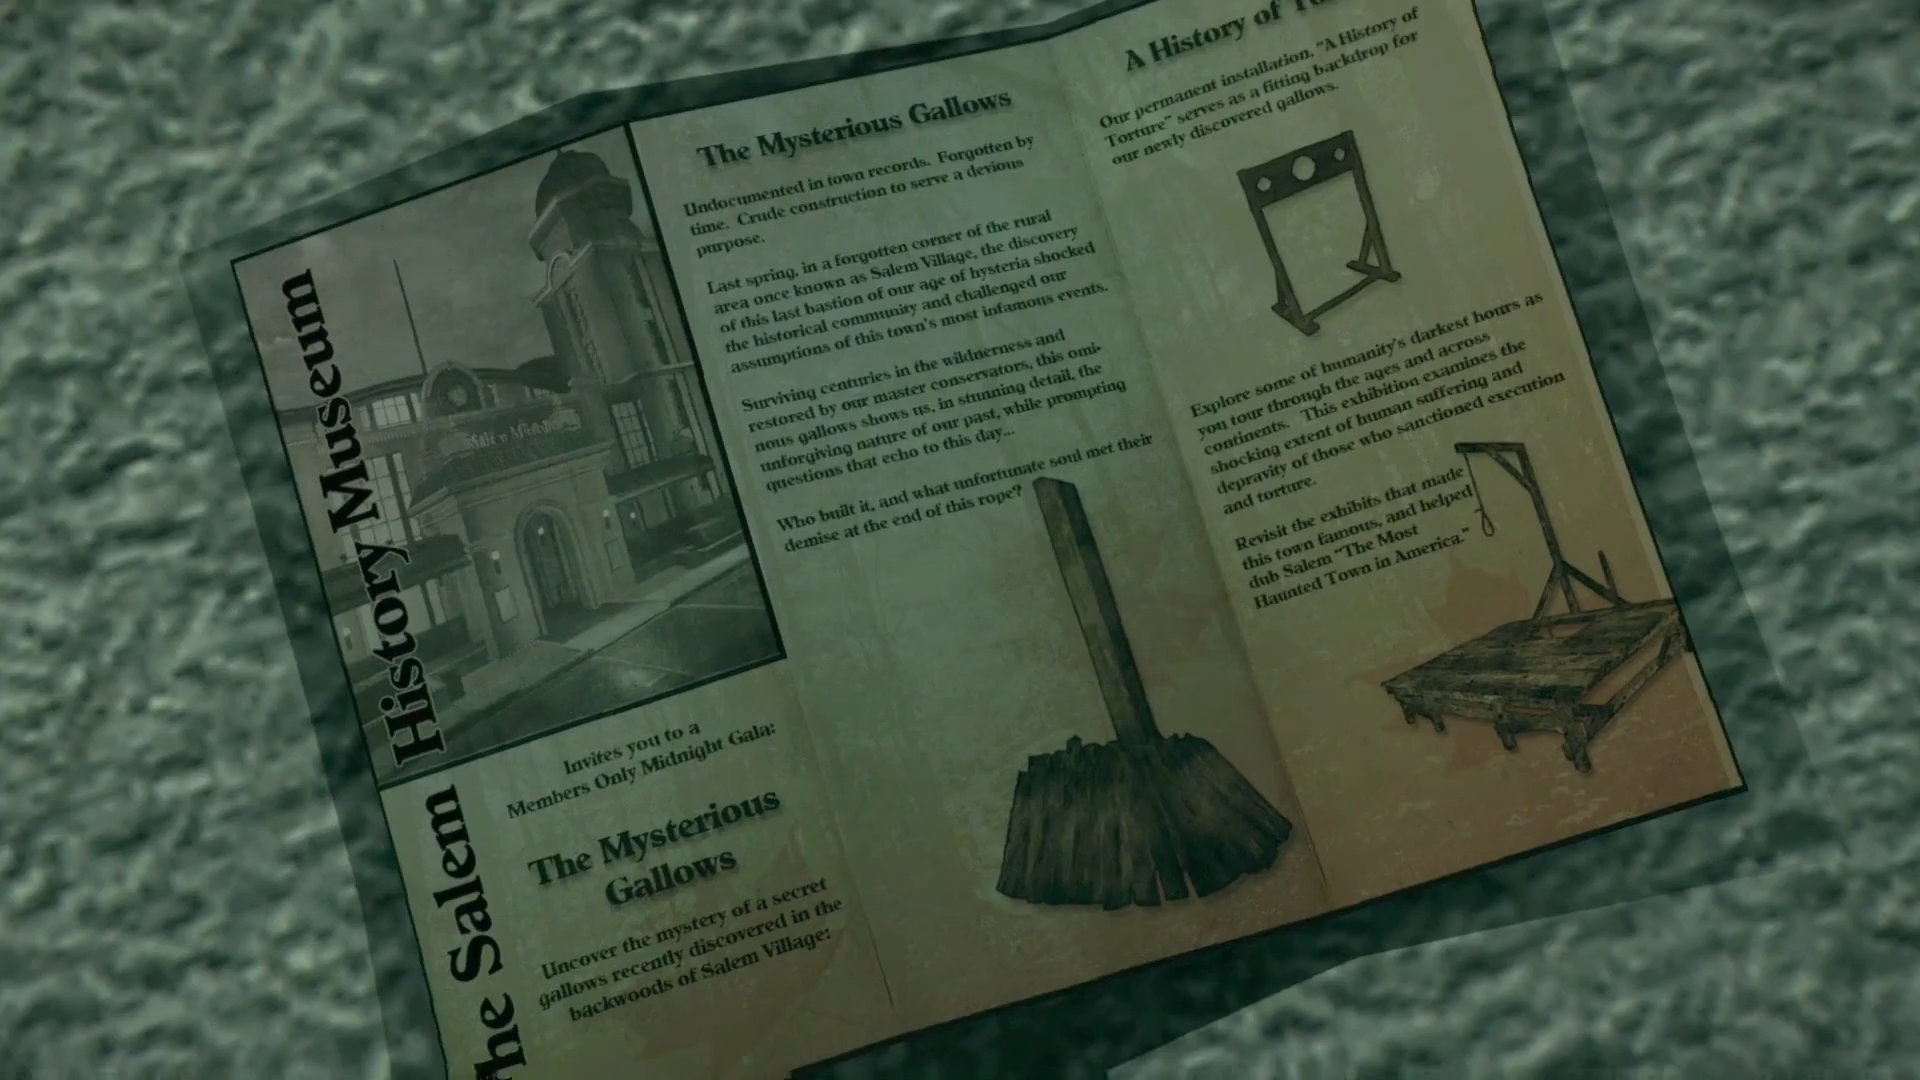 The Salem History Museum
Invites you to a
Members Only Midnight Gala:
The Mysterious
Gallows
Uncover the mystery of a secret
gallows recently discovered in the
backwoods of Salem Village:
The Mysterious Gallows
Undocumented in town records. Forgotten by
time. Crude construction to serve a devious
purpose.
Last spring, in a forgotten corner of the rural
area once known as Salem Village, the discovery
of this last bastion of our age of hysteria shocked
the historical community and challenged our
assumptions of this town's most infamous events.
Surviving centuries in the wildnerness and
restored by our master conservators, this omi-
nous gallows shows us, in stunning detail, the
unforgiving nature of our past, while prompting
questions that echo to this day...
Who built it, and what unfortunate soul met their
demise at the end of this rope?
A History of
Our permanent installation, "A History of
Torture" serves as a fitting backdrop for
our newly discovered gallows.
Explore some of humanity's darkest hours as
you tour through the ages and across
continents. This exhibition examines the
shocking extent of human suffering and
depravity of those who sanctioned execution
and torture.
Revisit the exhibits that made
this town famous, and helped
dub Salem "The Most
Haunted Town in America."